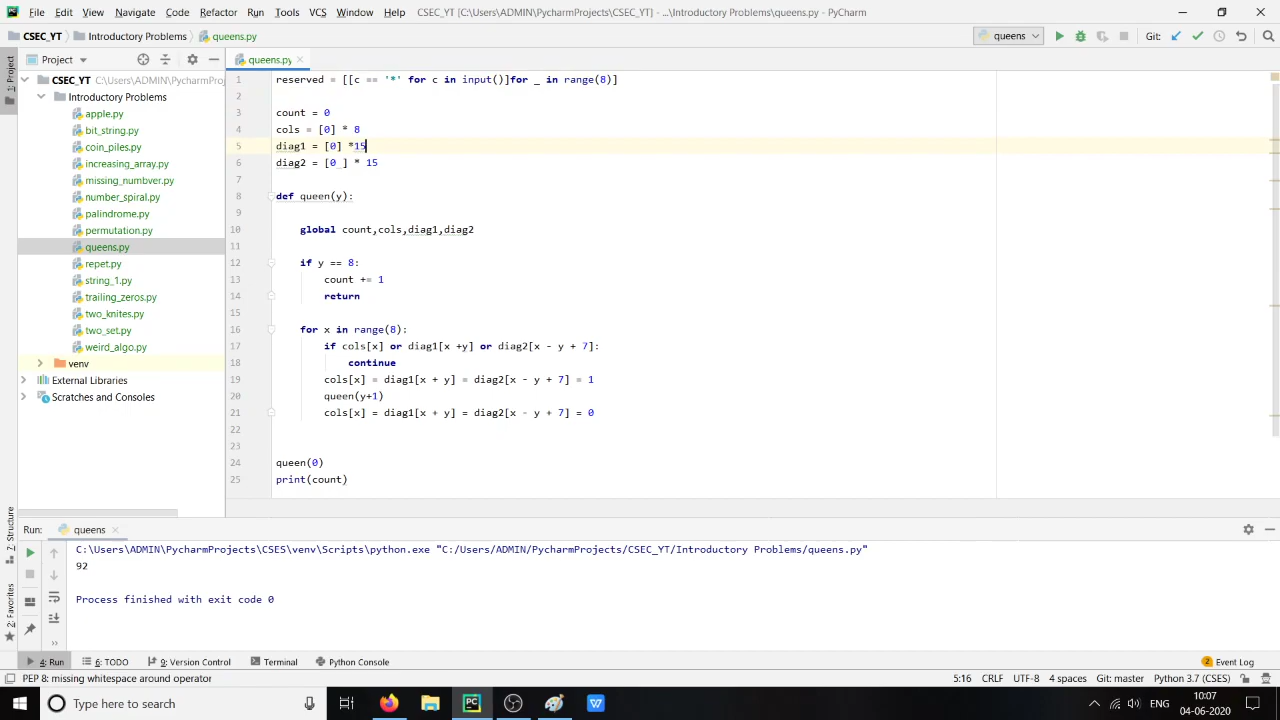 File Edit View Navigate Code Refactor Run Tools VCS Window Help CSEC_YT [C:\Users\ADMIN\PycharmProjects\CSEC_YT] - ...\Introductory Problems\queens.py - PyCharm
CSEC_YT Introductory Problems queens.py
queens Git:
Project
queens.py
1: Project
CSEC_YT C:\Users\ADMIN\PycharmProj
Introductory Problems
apple.py
bit_string.py
coin_piles.py
increasing_array.py
missing_numbver.py
number_spiral.py
palindrome.py
permutation.py
queens.py
repet.py
string_1.py
trailing_zeros.py
two_knites.py
two_set.py
weird_algo.py
venv
External Libraries
Scratches and Consoles
1 reserved = [[c == '*' for c in input()]for _ in range(8)]
2
3 count = 0
4 cols = [0] * 8
5 diag1 = [0] *15
6 diag2 = [0 ] * 15
7
8 def queen(y):
9
10 global count,cols,diag1,diag2
11
12 if y == 8:
13 count += 1
14 return
15
16 for x in range(8):
17 if cols[x] or diag1[x +y] or diag2[x - y + 7]:
18 continue
19 cols[x] = diag1[x + y] = diag2[x - y + 7] = 1
20 queen(y+1)
21 cols[x] = diag1[x + y] = diag2[x - y + 7] = 0
22
23
24 queen(0)
25 print(count)
7: Structure
2: Favorites
Run: queens
C:\Users\ADMIN\PycharmProjects\CSES\venv\Scripts\python.exe "C:/Users/ADMIN/PycharmProjects/CSEC_YT/Introductory Problems/queens.py"
92
Process finished with exit code 0
4: Run 6: TODO 9: Version Control Terminal Python Console 2 Event Log
PEP 8: missing whitespace around operator 5:16 CRLF UTF-8 4 spaces Git: master Python 3.7 (CSES)
Type here to search
ENG
10:07
04-06-2020